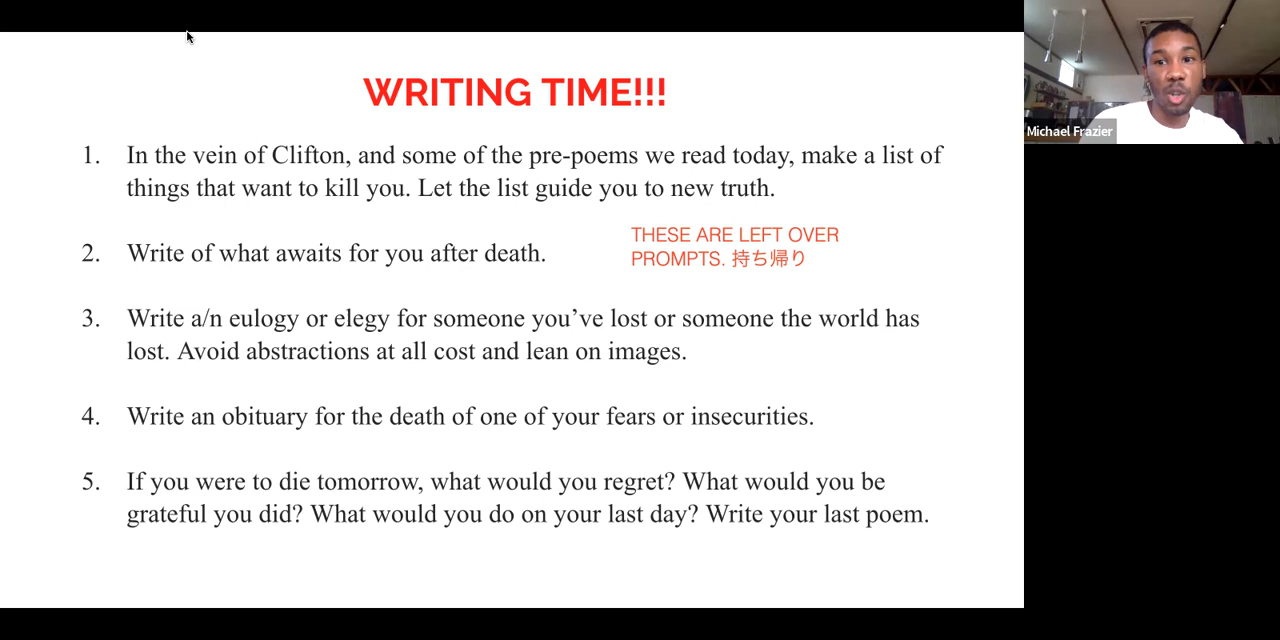 WRITING TIME!!!
1. In the vein of Clifton, and some of the pre-poems we read today, make a list of
things that want to kill you. Let the list guide you to new truth.
2. Write of what awaits for you after death.
THESE ARE LEFT OVER
PROMPTS. 持ち帰り
3. Write a/n eulogy or elegy for someone you’ve lost or someone the world has
lost. Avoid abstractions at all cost and lean on images.
4. Write an obituary for the death of one of your fears or insecurities.
5. If you were to die tomorrow, what would you regret? What would you be
grateful you did? What would you do on your last day? Write your last poem.
Michael Frazier